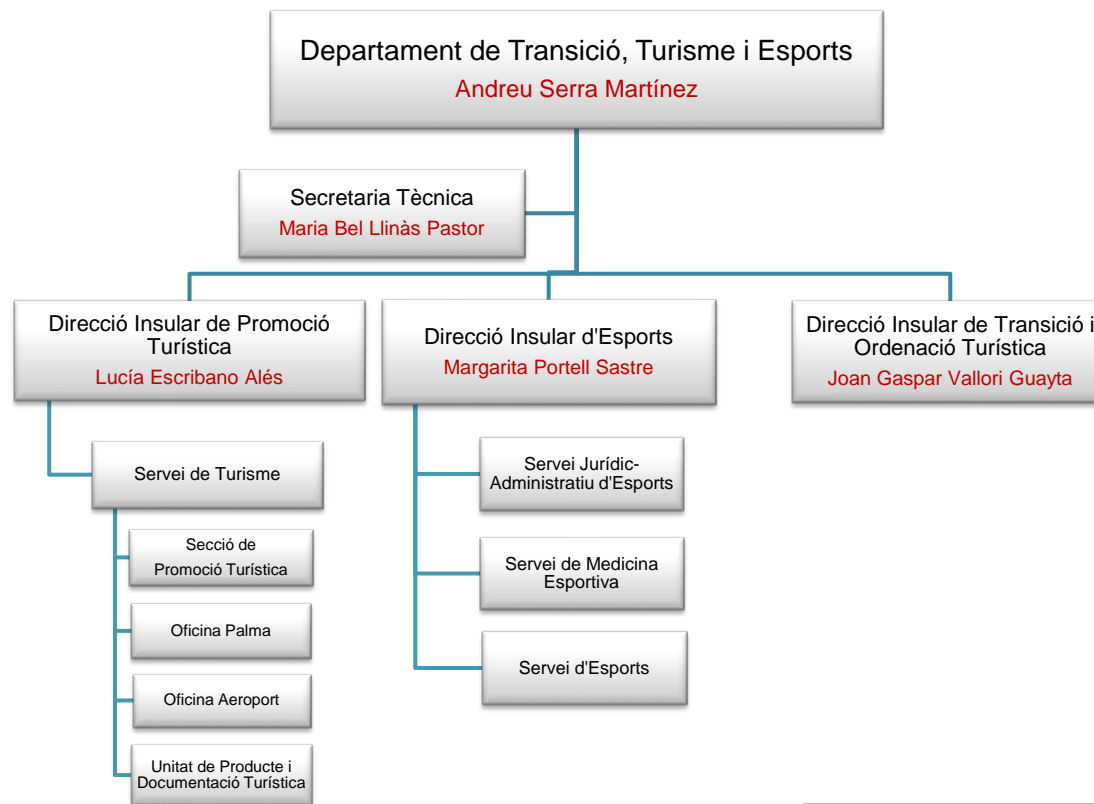 Departament de Transició, Turisme i Esports
Andreu Serra Martínez
Secretaria Tècnica
Maria Bel Llinàs Pastor
Direcció Insular de Promoció
Turística
Lucía Escribano Alés
Direcció Insular d'Esports
Margarita Portell Sastre
Direcció Insular de Transició i
Ordenació Turística
Joan Gaspar Vallori Guayta
Servei de Turisme
Secció de
Promoció Turística
Oficina Palma
Oficina Aeroport
Unitat de Producte i
Documentació Turística
Servei Jurídic-
Administratiu d'Esports
Servei de Medicina
Esportiva
Servei d'Esports